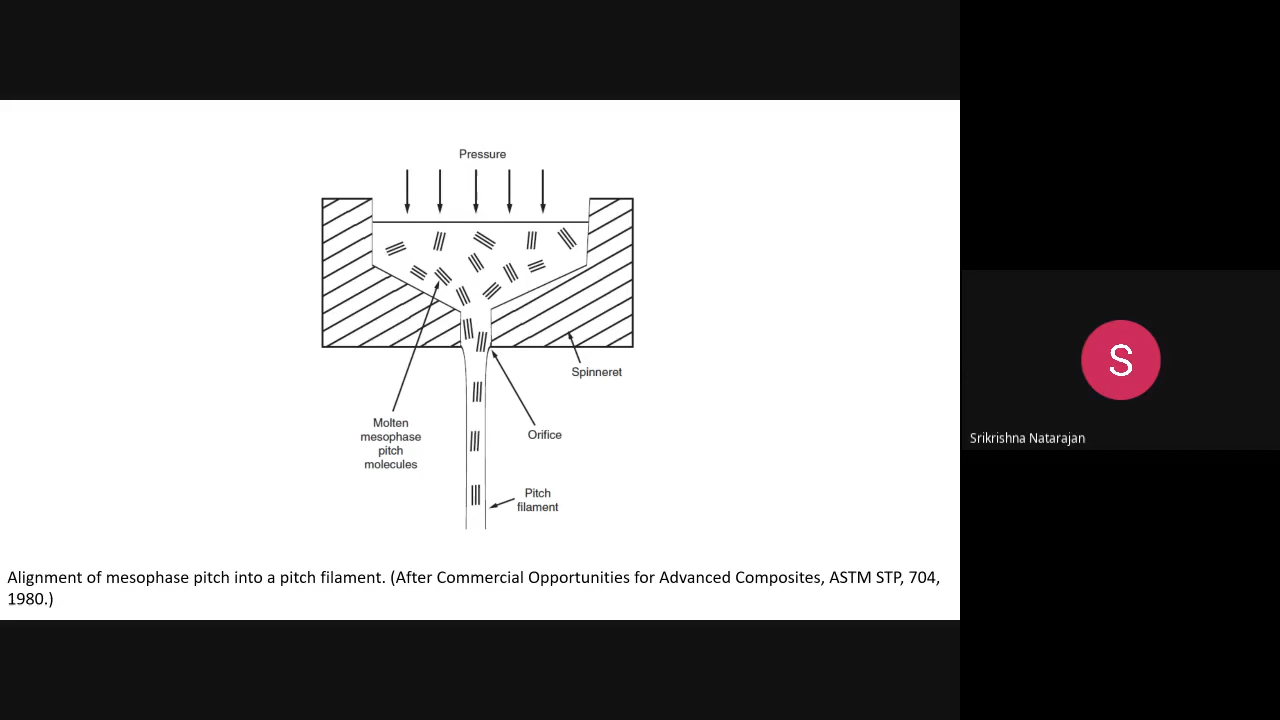 Pressure
Spinneret
Molten
mesophase
pitch
molecules
Orifice
Pitch
filament
Alignment of mesophase pitch into a pitch filament. (After Commercial Opportunities for Advanced Composites, ASTM STP, 704,
1980.)
S
Srikrishna Natarajan